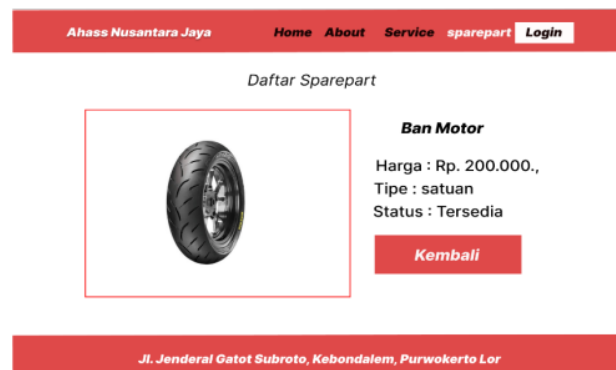 Ahass Nusantara Jaya Home About Service sparepart Login
Daftar Sparepart
Ban Motor
Harga : Rp. 200.000.,
Tipe : satuan
Status : Tersedia
Kembali
Jl. Jenderal Gatot Subroto, Kebondalem, Purwokerto Lor